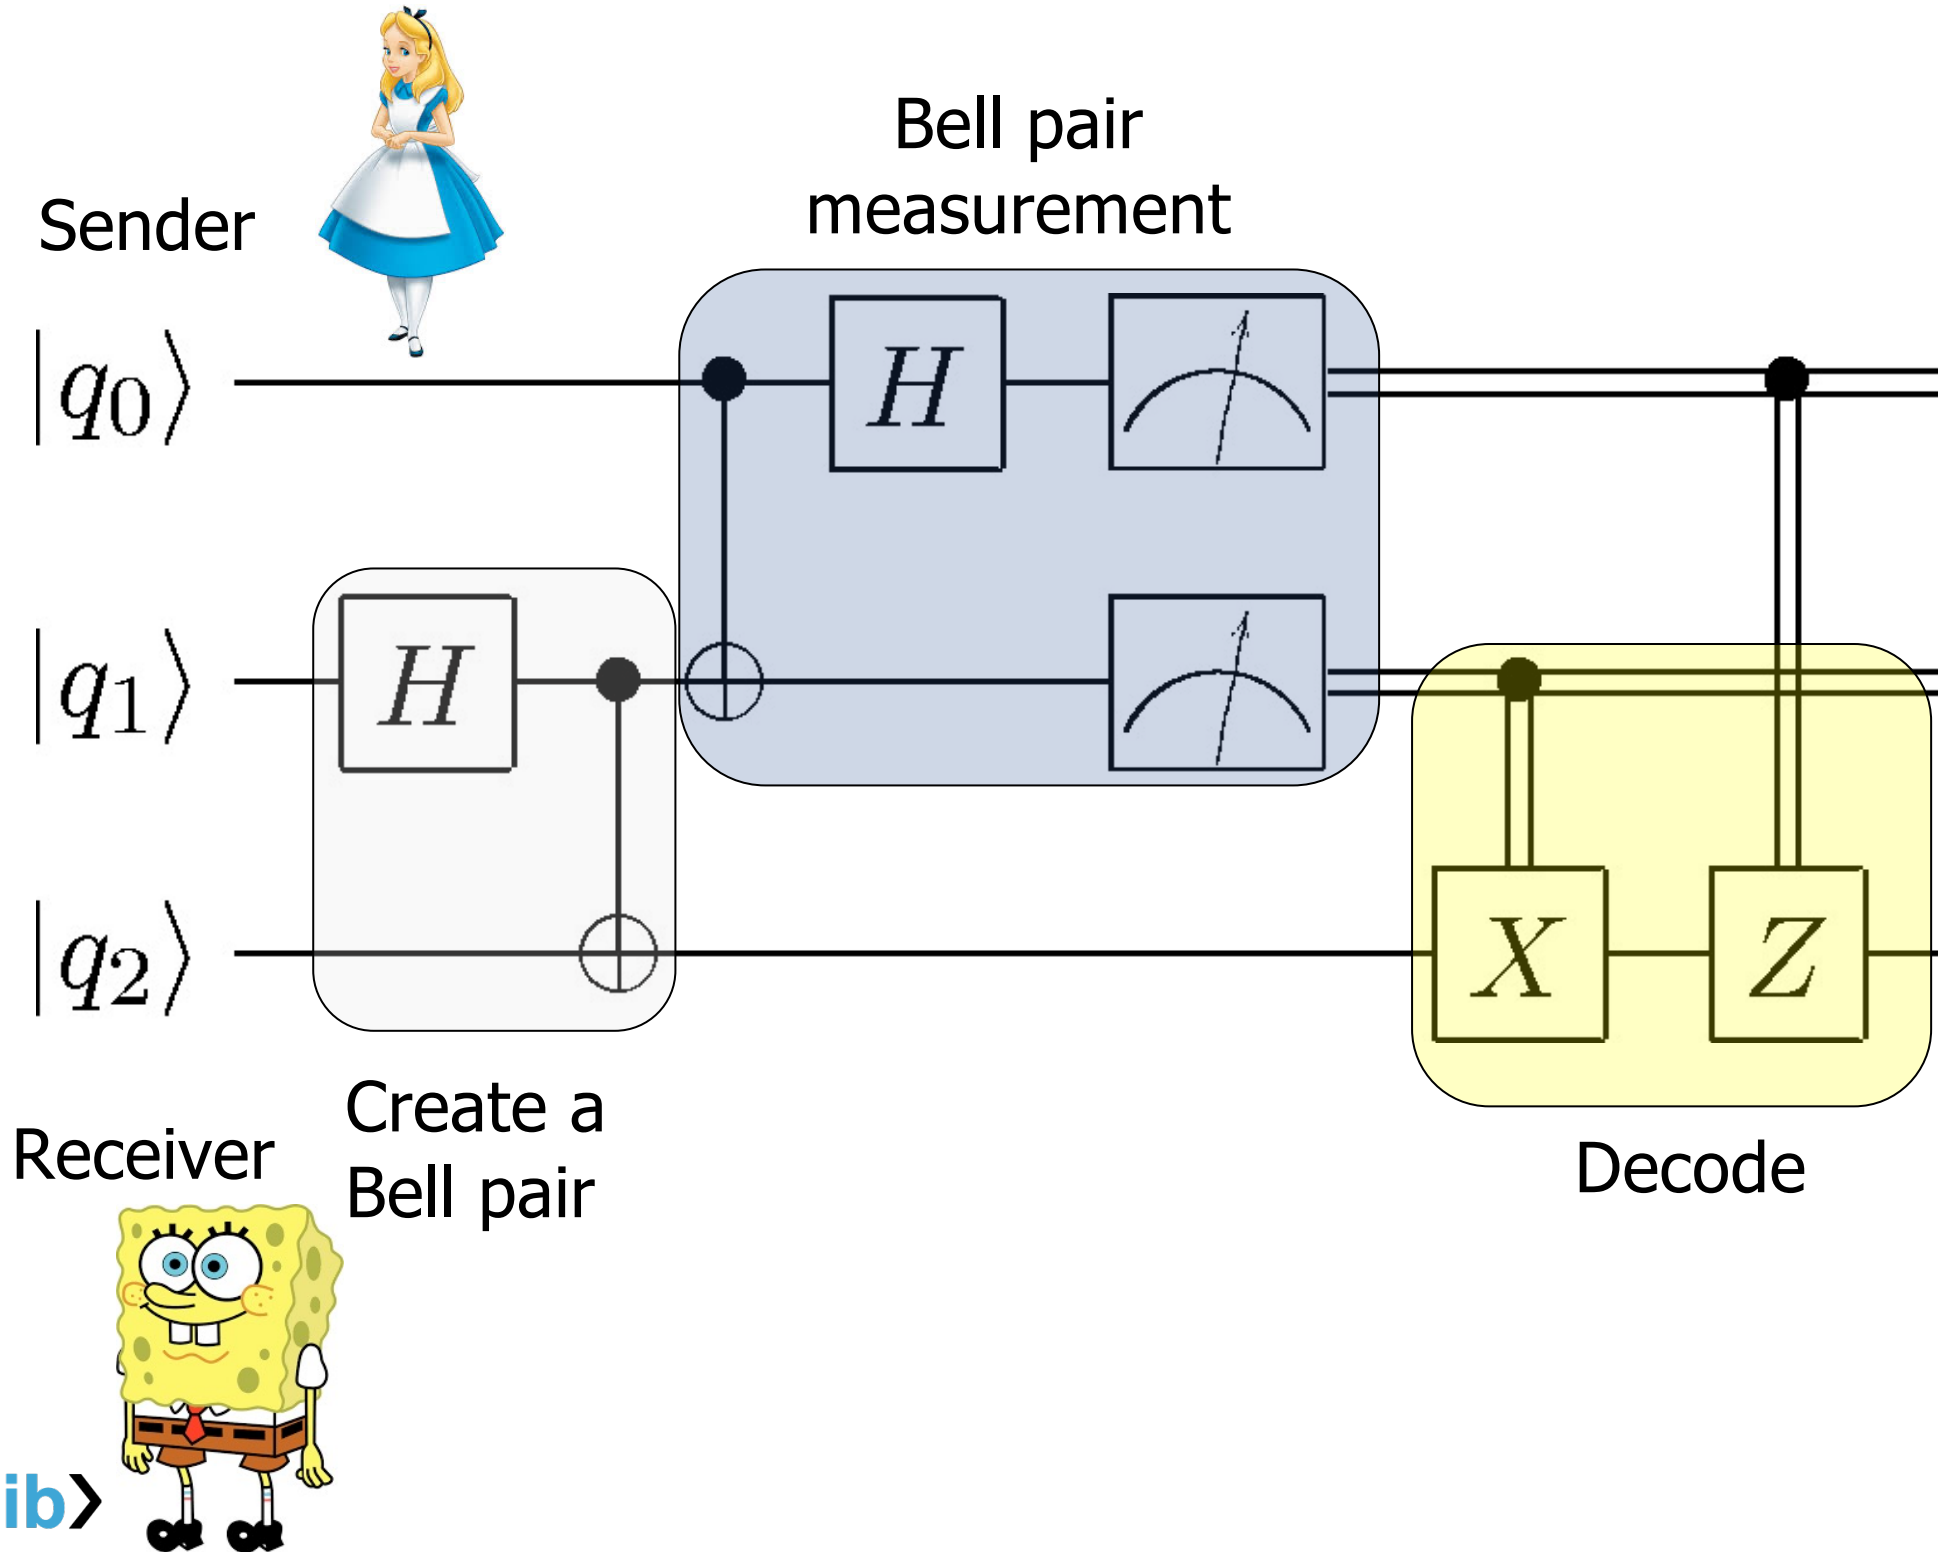 Bell pair
measurement
Sender
|q₀⟩
H
|q₁⟩
H
|q₂⟩
X
Z
Create a
Bell pair
Decode
Receiver
ib›